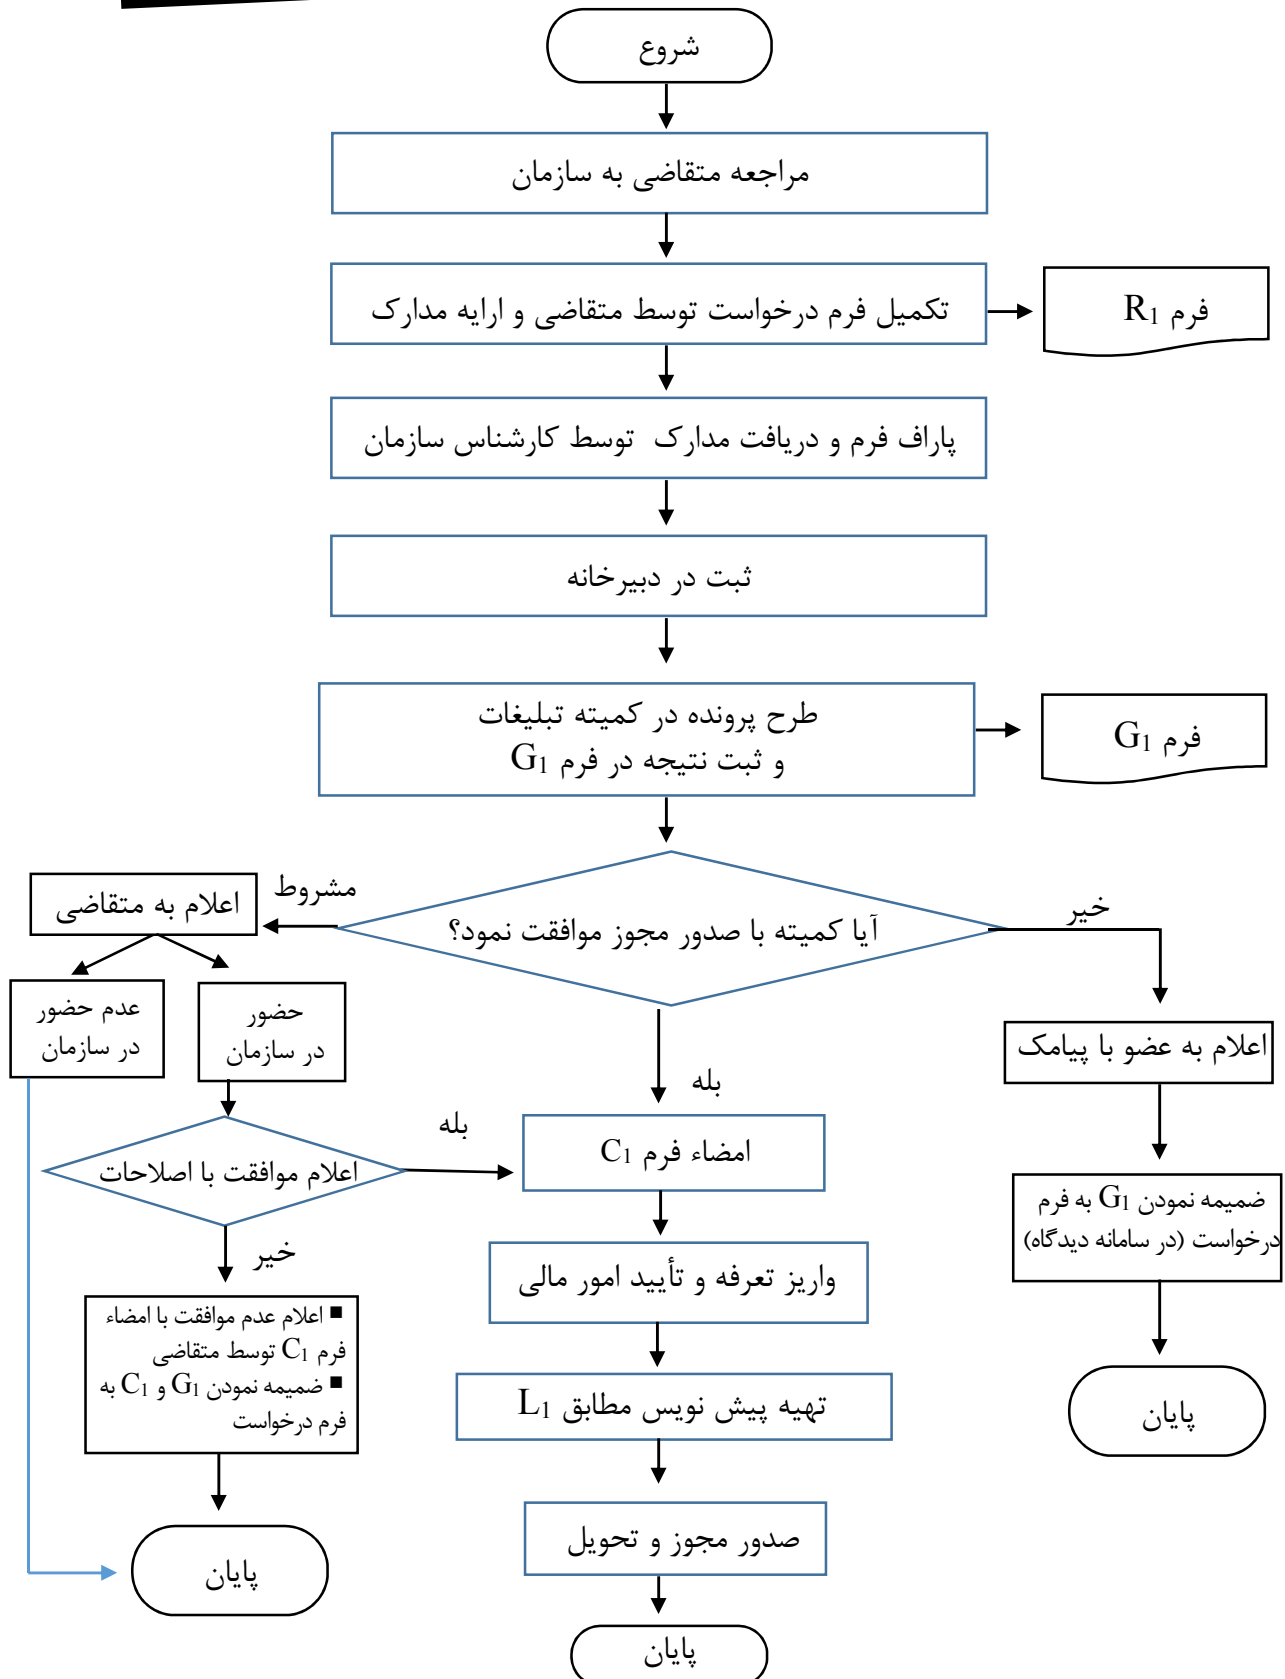 شروع
مراجعه متقاضی به سازمان
تکمیل فرم درخواست توسط متقاضی و ارایه مدارک
فرم R1
پاراف فرم و دریافت مدارک توسط کارشناس سازمان
ثبت در دبیرخانه
طرح پرونده در کمیته تبلیغات
و ثبت نتیجه در فرم G1
فرم G1
آیا کمیته با صدور مجوز موافقت نمود؟
خیر
مشروط
بله
اعلام به متقاضی
عدم حضور
در سازمان
حضور
در سازمان
اعلام موافقت با اصلاحات
بله
خیر
■ اعلام عدم موافقت با امضاء
فرم C1 توسط متقاضی
■ ضمیمه نمودن G1 و C1 به
فرم درخواست
پایان
امضاء فرم C1
واریز تعرفه و تأیید امور مالی
تهیه پیش نویس مطابق L1
صدور مجوز و تحویل
پایان
اعلام به عضو با پیامک
ضمیمه نمودن G1 به فرم
درخواست (در سامانه دیدگاه)
پایان